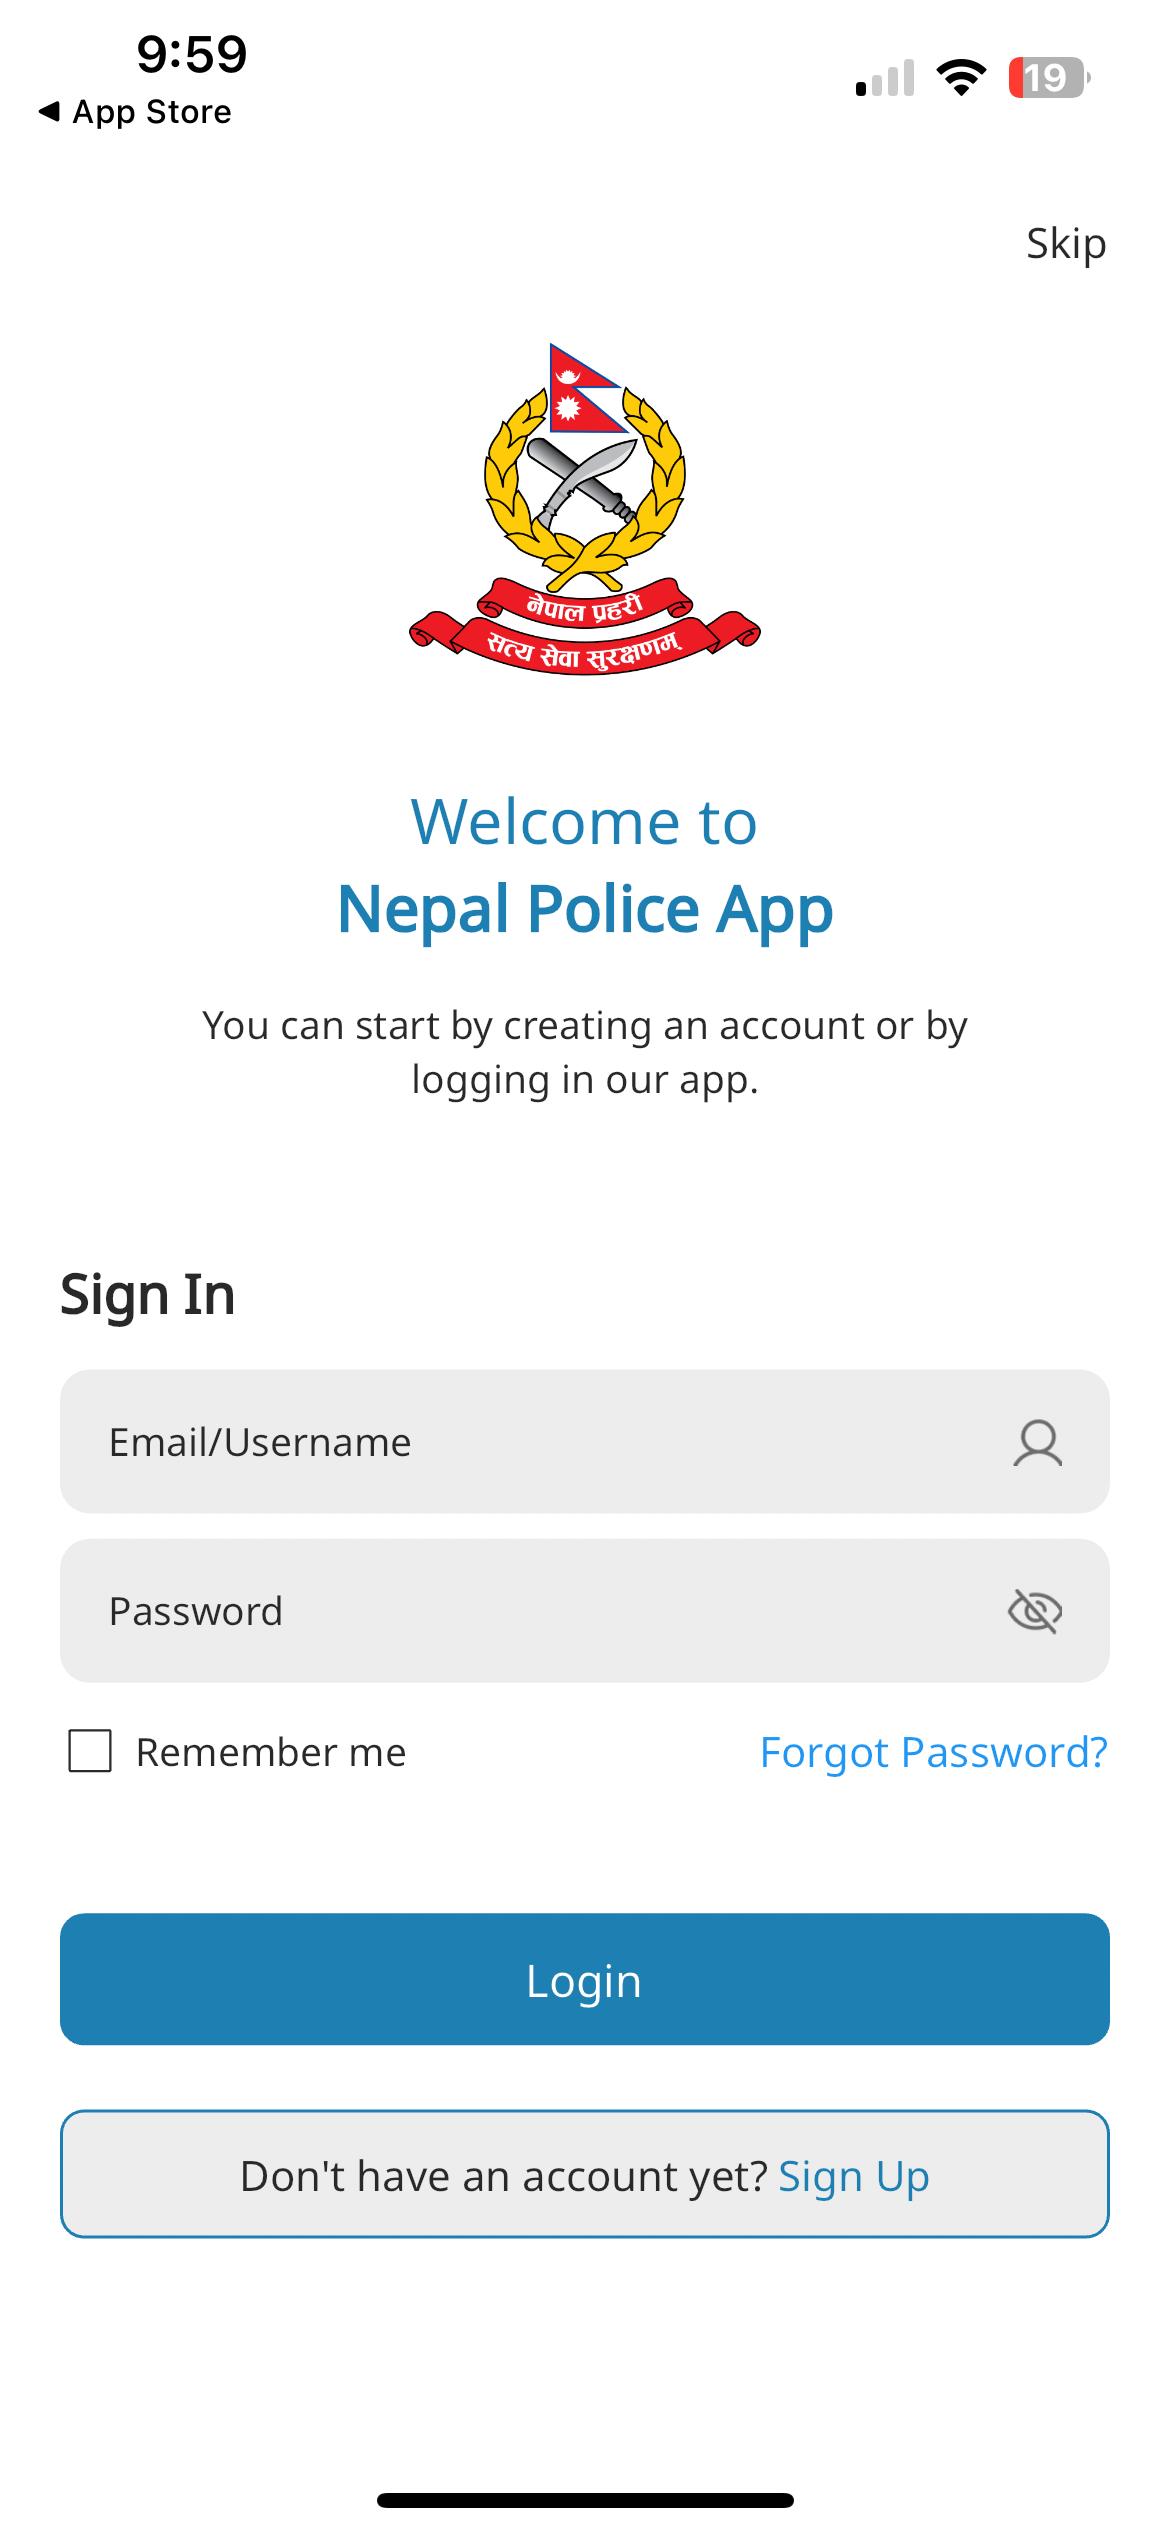 9:59
19
App Store
Skip
नेपाल प्रहरी
सत्य सेवा सुरक्षणम्
Welcome to
Nepal Police App
You can start by creating an account or by
logging in our app.
Sign In
Email/Username
Password
Remember me
Forgot Password?
Login
Don't have an account yet? Sign Up